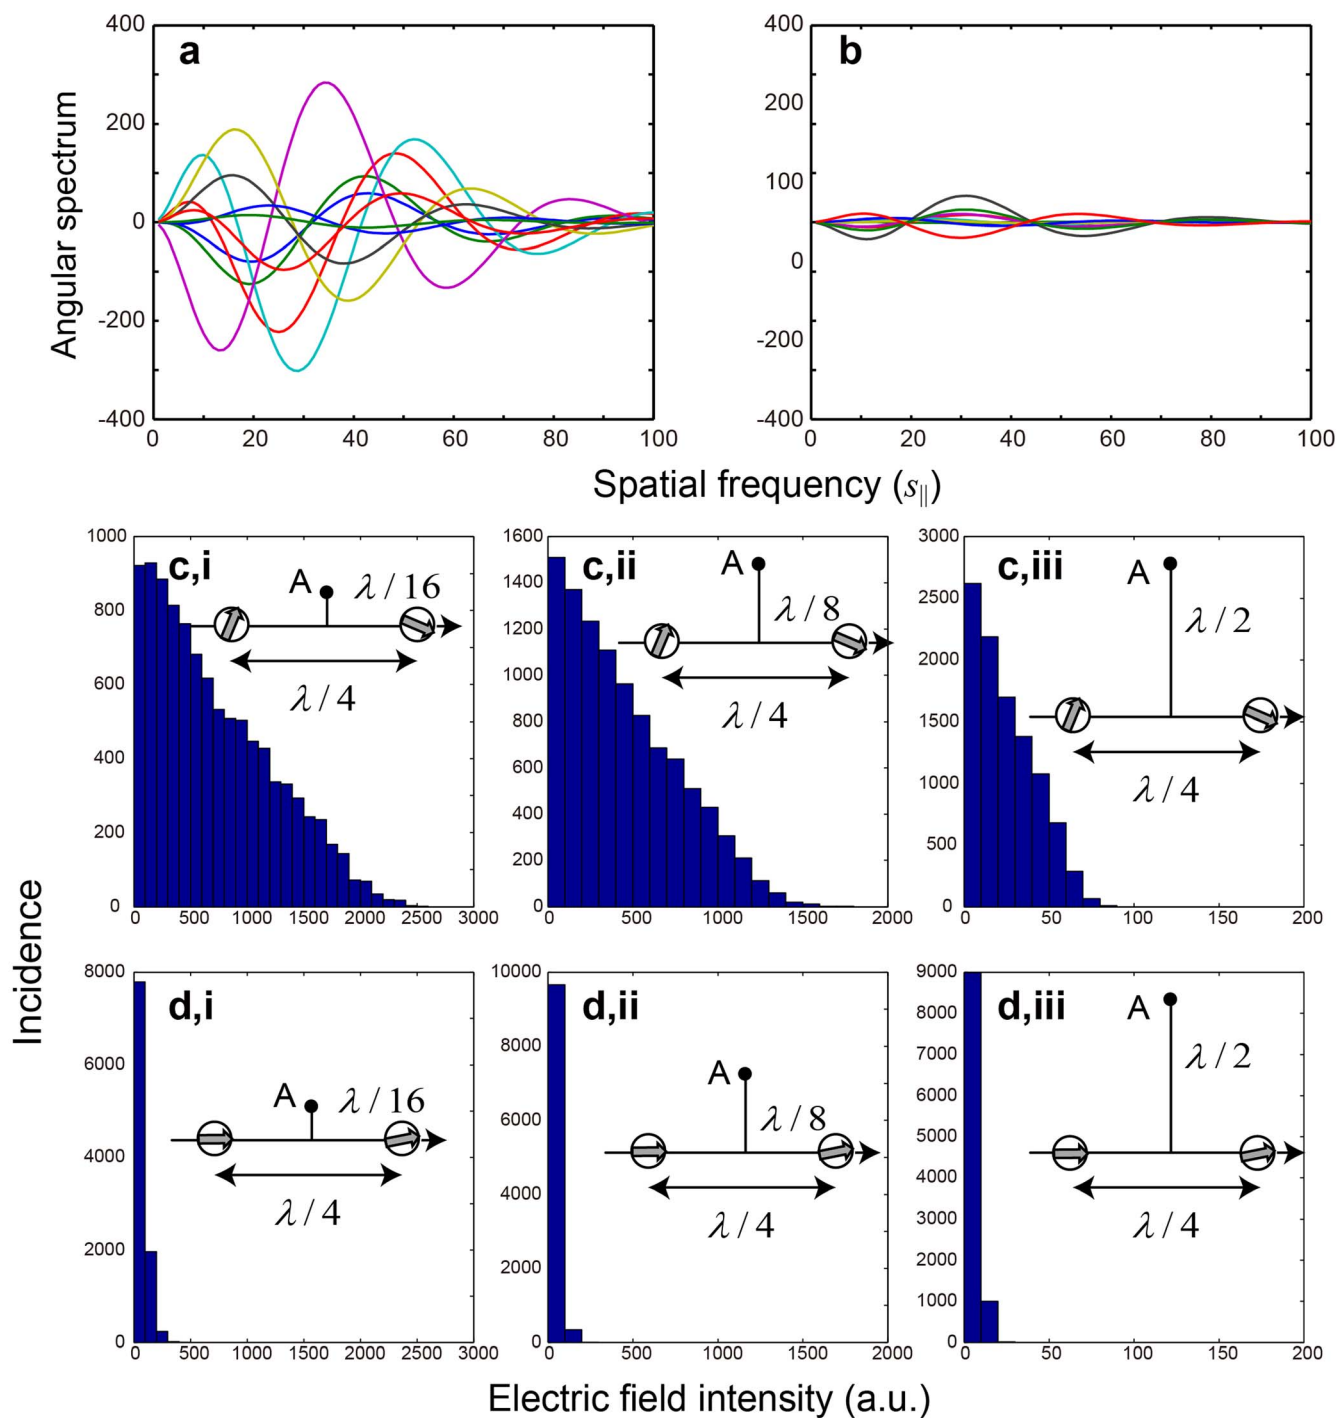 a
b
400
200
0
-200
-400
0 20 40 60 80 100
400
200
100
0
-200
-400
0 20 40 60 80 100
Angular spectrum
Spatial frequency (s||)
c,i
1000
800
600
400
200
0
0 500 1000 1500 2000 2500 3000
A
λ / 16
λ / 4
c,ii
1600
1400
1200
1000
800
600
400
200
0
0 500 1000 1500 2000
A
λ / 8
λ / 4
c,iii
3000
2500
2000
1500
1000
500
0
0 50 100 150 200
A
λ / 2
λ / 4
Incidence
d,i
8000
6000
4000
2000
0
0 500 1000 1500 2000 2500 3000
A
λ / 16
λ / 4
d,ii
10000
8000
6000
4000
2000
0
0 500 1000 1500 2000
A
λ / 8
λ / 4
d,iii
9000
8000
7000
6000
5000
4000
3000
2000
1000
0
0 50 100 150 200
A
λ / 2
λ / 4
Electric field intensity (a.u.)